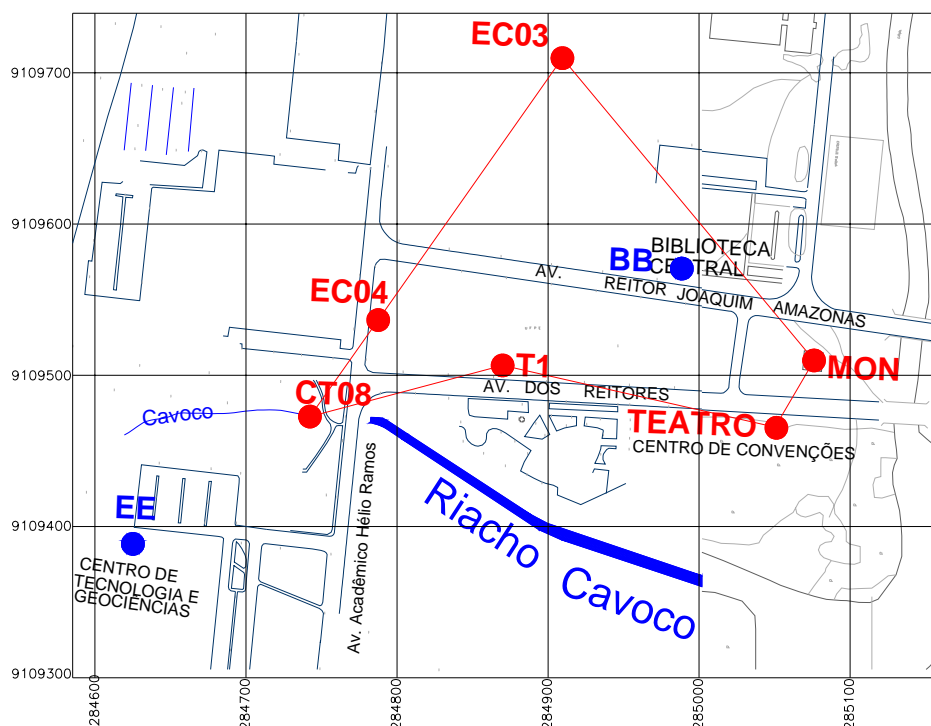 EC03
9109700
9109600
BIBLIOTECA
BB CENTRAL
AV. REITOR JOAQUIM AMAZONAS
EC04
9109500
T1
MON
CT08
AV. DOS REITORES
Cavoco
TEATRO
CENTRO DE CONVENÇÕES
Riacho Cavoco
Av. Acadêmico Hélio Ramos
EE
9109400
CENTRO DE
TECNOLOGIA E
GEOCIÊNCIAS
9109300
284600
284700
284800
284900
285000
285100